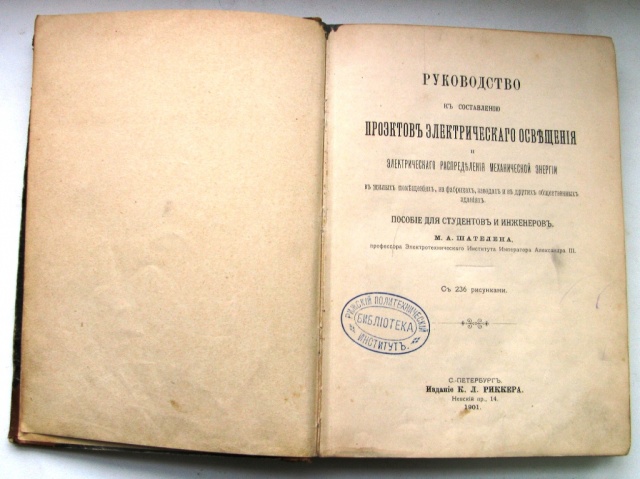 РУКОВОДСТВО
КЪ СОСТАВЛЕНІЮ
ПРОЭКТОВЪ ЭЛЕКТРИЧЕСКАГО ОСВѢЩЕНІЯ
И
ЭЛЕКТРИЧЕСКАГО РАСПРЕДѢЛЕНІЯ МЕХАНИЧЕСКОЙ ЭНЕРГІИ
въ жилыхъ помѣщеніяхъ, на фабрикахъ, заводахъ и въ другихъ общественныхъ
зданіяхъ.
ПОСОБІЕ ДЛЯ СТУДЕНТОВЪ И ИНЖЕНЕРОВЪ,
М. А. ШАТЕЛЕНА,
профессора Электротехническаго Института Императора Александра III.
Съ 236 рисунками.
РИЖСКІЙ ПОЛИТЕХНИЧЕСКІЙ
БИБЛІОТЕКА
ИНСТИТУТЪ.
С.-ПЕТЕРБУРГЪ.
Изданіе К. Л. РИККЕРА.
Невскій пр., 14.
1901.